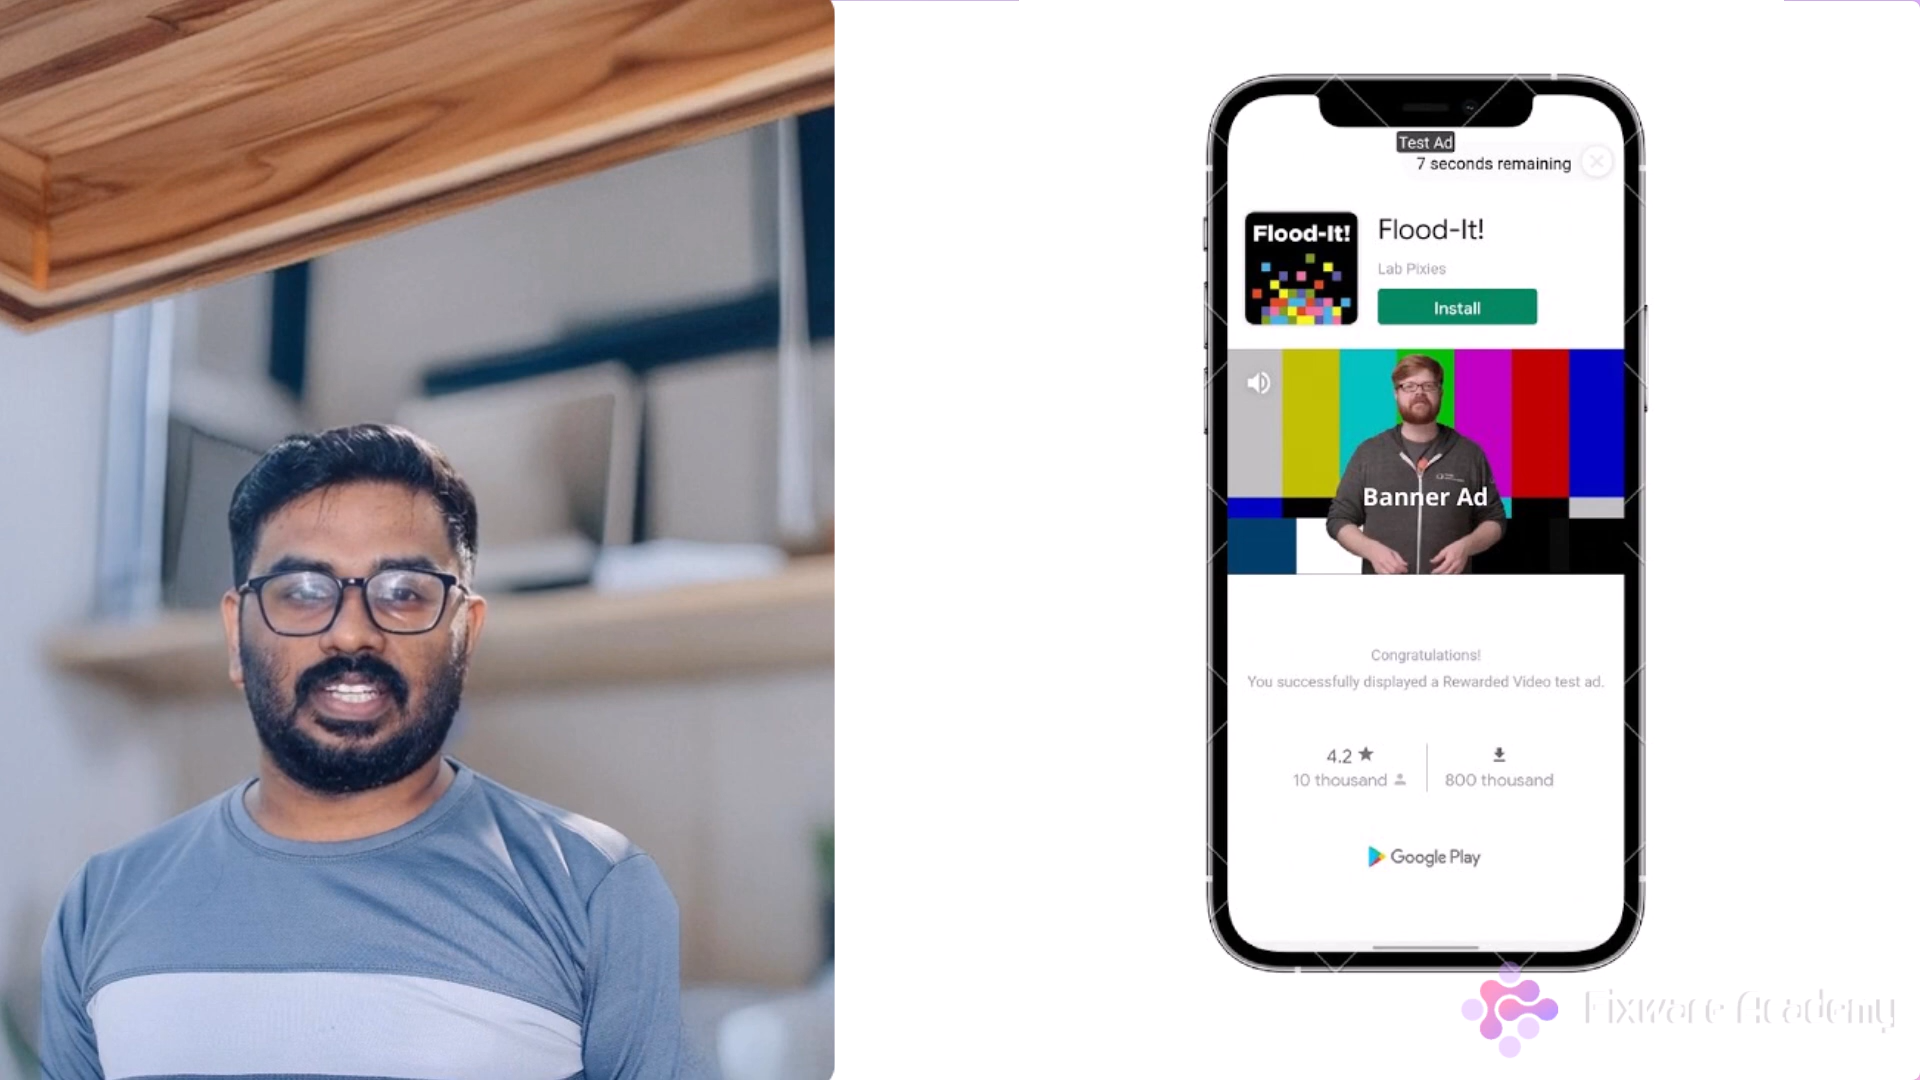 Test Ad
7 seconds remaining
Flood-It!
Flood-It!
Lab Pixies
Install
Banner Ad
Congratulations!
You successfully displayed a Rewarded Video test ad.
4.2
10 thousand
800 thousand
Google Play
Fixware Academy